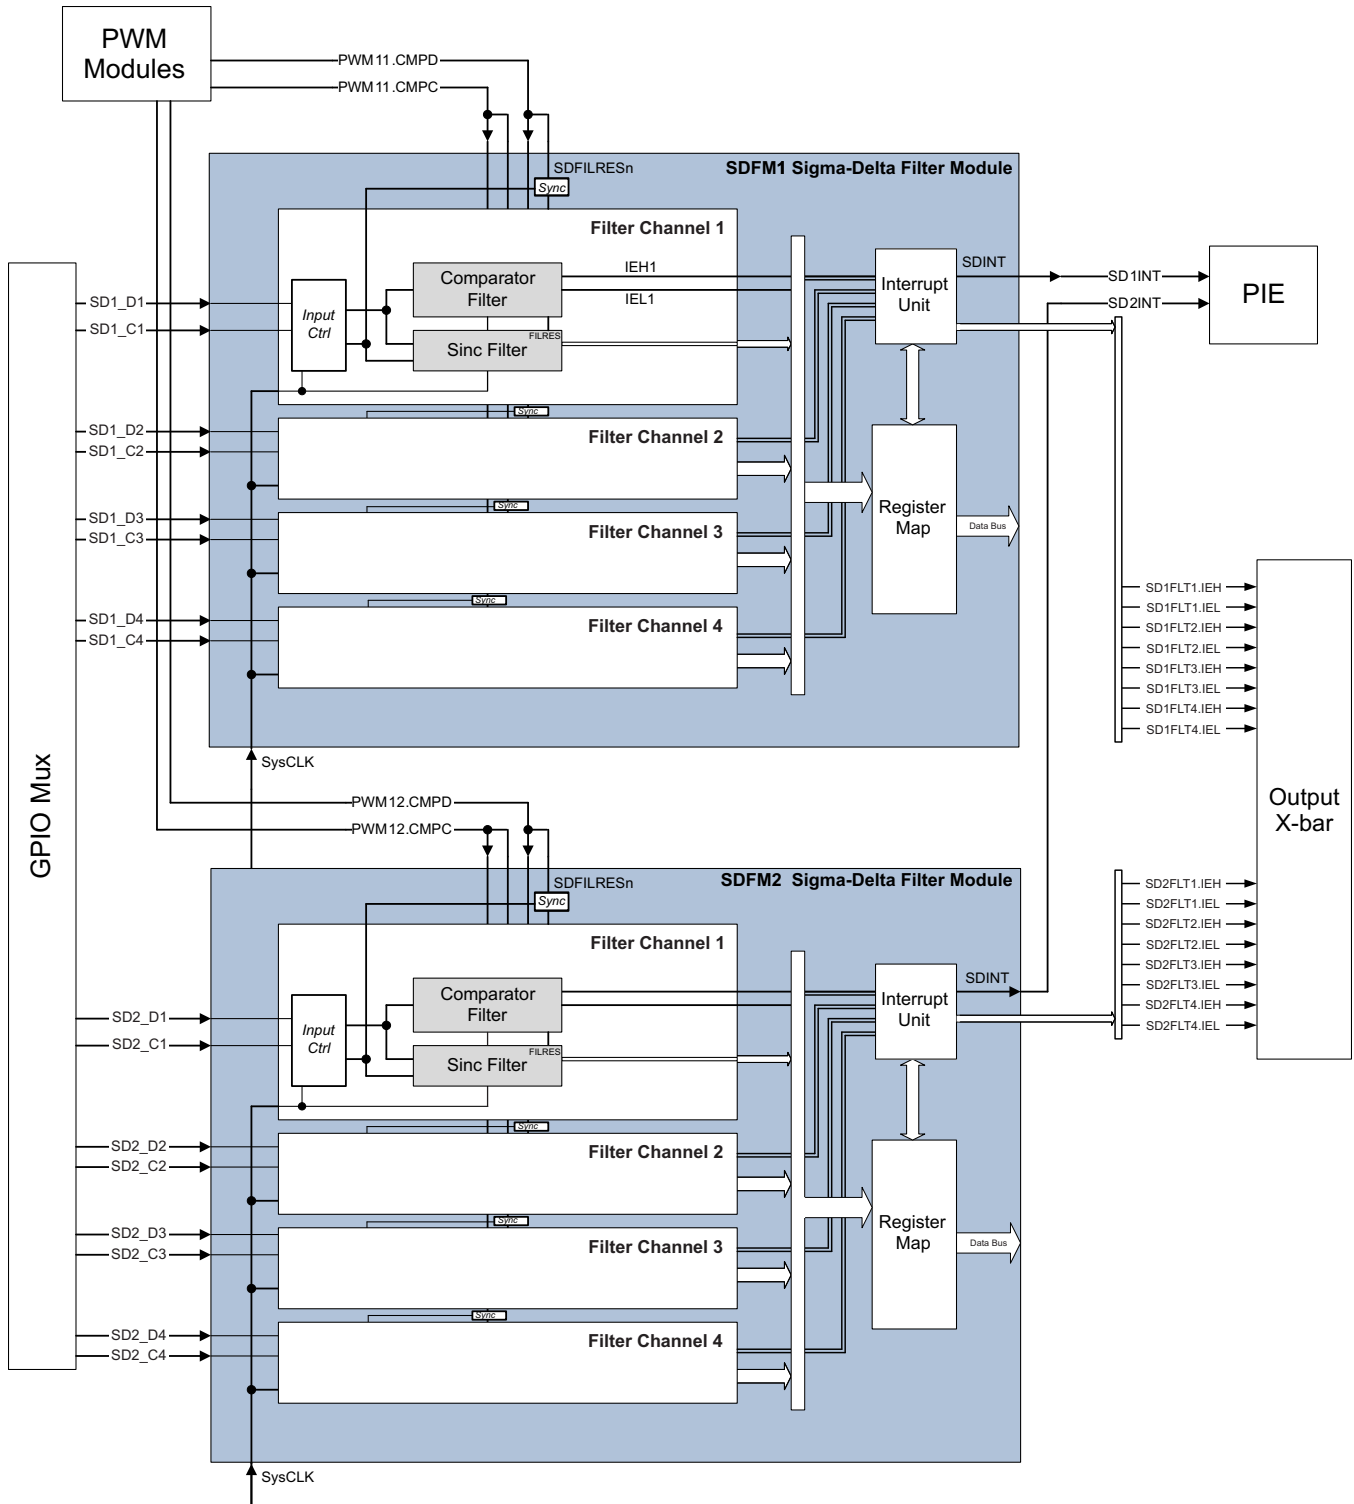 PWM
Modules
PWM11.CMPD
PWM11.CMPC
SDFILRESn
SDFM1 Sigma-Delta Filter Module
Sync
Filter Channel 1
Comparator
Filter
IEH1
IEL1
Input
Ctrl
FILRES
Sinc Filter
Interrupt
Unit
SDINT
SD1INT
SD2INT
PIE
SD1_D1
SD1_C1
Sync
SD1_D2
SD1_C2
Filter Channel 2
Sync
SD1_D3
SD1_C3
Filter Channel 3
Register
Map
Data Bus
Sync
SD1_D4
SD1_C4
Filter Channel 4
SD1FLT1.IEH
SD1FLT1.IEL
SD1FLT2.IEH
SD1FLT2.IEL
SD1FLT3.IEH
SD1FLT3.IEL
SD1FLT4.IEH
SD1FLT4.IEL
SysCLK
GPIO Mux
Output
X-bar
PWM12.CMPD
PWM12.CMPC
SDFILRESn
SDFM2 Sigma-Delta Filter Module
Sync
Filter Channel 1
Comparator
Filter
Input
Ctrl
FILRES
Sinc Filter
Interrupt
Unit
SDINT
SD2FLT1.IEH
SD2FLT1.IEL
SD2FLT2.IEH
SD2FLT2.IEL
SD2FLT3.IEH
SD2FLT3.IEL
SD2FLT4.IEH
SD2FLT4.IEL
SD2_D1
SD2_C1
Sync
SD2_D2
SD2_C2
Filter Channel 2
Sync
SD2_D3
SD2_C3
Filter Channel 3
Register
Map
Data Bus
Sync
SD2_D4
SD2_C4
Filter Channel 4
SysCLK